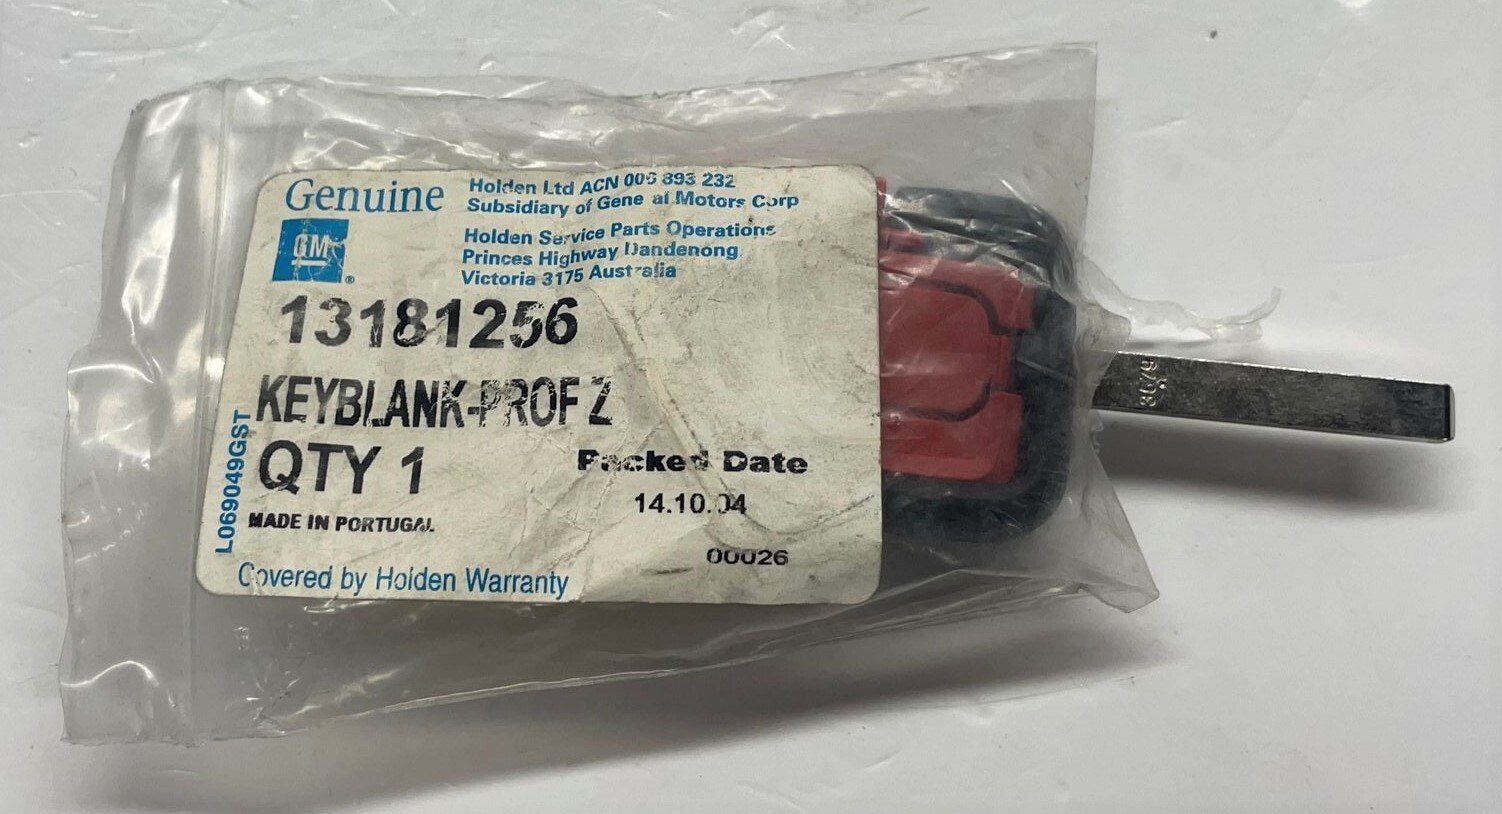 Genuine
Holden Ltd ACN 006 893 232
Subsidiary of General Motors Corp
Holden Service Parts Operations
Princes Highway Dandenong
Victoria 3175 Australia
GM
®
13181256
KEYBLANK-PROF Z
QTY 1
Packed Date
14.10.04
MADE IN PORTUGAL
00026
L069049GST
Covered by Holden Warranty